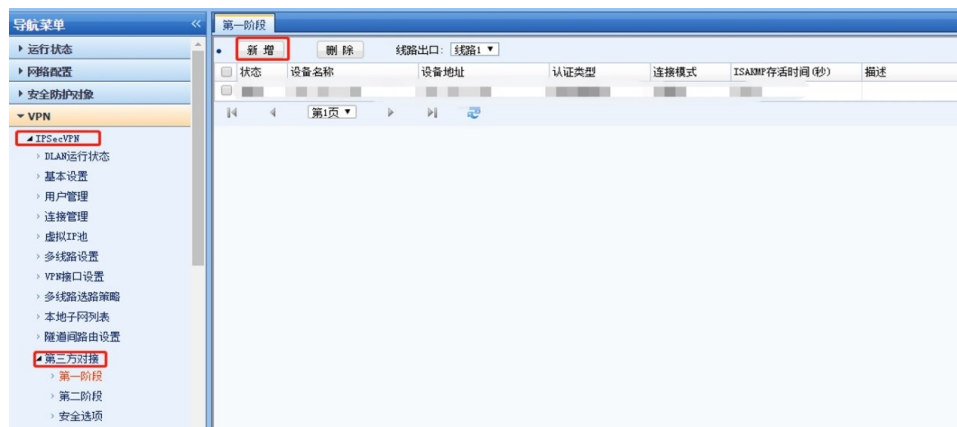 导航菜单
第一阶段
运行状态
新增 删除 线路出口: 线路1
网络配置
状态 设备名称 设备地址 认证类型 连接模式 ISAKMP存活时间(秒) 描述
安全防护对象
VPN
第1页
IPSecVPN
DLAN运行状态
基本设置
用户管理
连接管理
虚拟IP池
多线路设置
VPN接口设置
多线路选路策略
本地子网列表
隧道间路由设置
第三方对接
第一阶段
第二阶段
安全选项